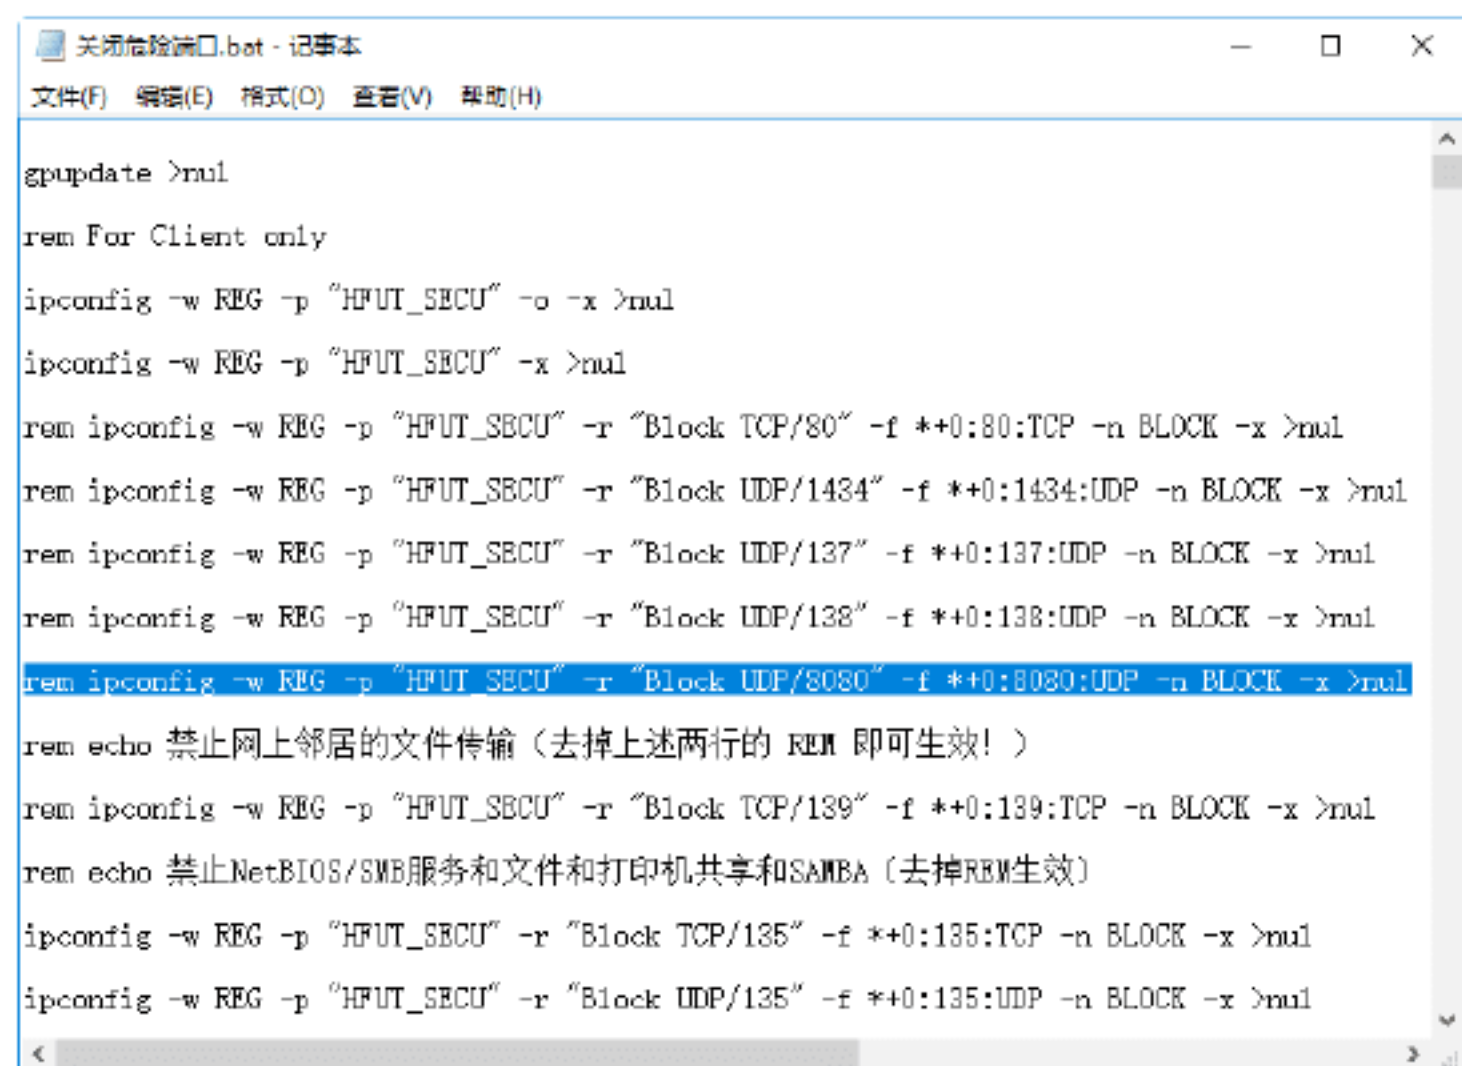 关闭危险端口.bat - 记事本
文件(F) 编辑(E) 格式(O) 查看(V) 帮助(H)
gpupdate >nul
rem For Client only
ipconfig -w REG -p "HFUT_SECU" -o -x >nul
ipconfig -w REG -p "HFUT_SECU" -x >nul
rem ipconfig -w REG -p "HFUT_SECU" -r "Block TCP/80" -f *+0:80:TCP -n BLOCK -x >nul
rem ipconfig -w REG -p "HFUT_SECU" -r "Block UDP/1434" -f *+0:1434:UDP -n BLOCK -x >nul
rem ipconfig -w REG -p "HFUT_SECU" -r "Block UDP/137" -f *+0:137:UDP -n BLOCK -x >nul
rem ipconfig -w REG -p "HFUT_SECU" -r "Block UDP/138" -f *+0:138:UDP -n BLOCK -x >nul
rem ipconfig -w REG -p "HFUT_SECU" -r "Block UDP/8080" -f *+0:8080:UDP -n BLOCK -x >nul
rem echo 禁止网上邻居的文件传输（去掉上述两行的 REM 即可生效！）
rem ipconfig -w REG -p "HFUT_SECU" -r "Block TCP/139" -f *+0:139:TCP -n BLOCK -x >nul
rem echo 禁止NetBIOS/SMB服务和文件和打印机共享和SAMBA（去掉REM生效）
ipconfig -w REG -p "HFUT_SECU" -r "Block TCP/135" -f *+0:135:TCP -n BLOCK -x >nul
ipconfig -w REG -p "HFUT_SECU" -r "Block UDP/135" -f *+0:135:UDP -n BLOCK -x >nul